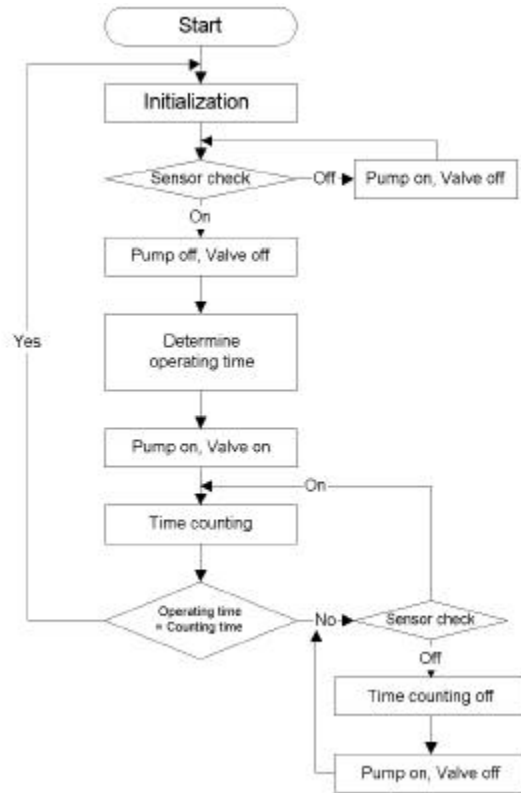 Start
Initialization
Sensor check
Off
Pump on, Valve off
On
Pump off, Valve off
Yes
Determine
operating time
Pump on, Valve on
On
Time counting
Operating time
= Counting time
No
Sensor check
Off
Time counting off
Pump on, Valve off